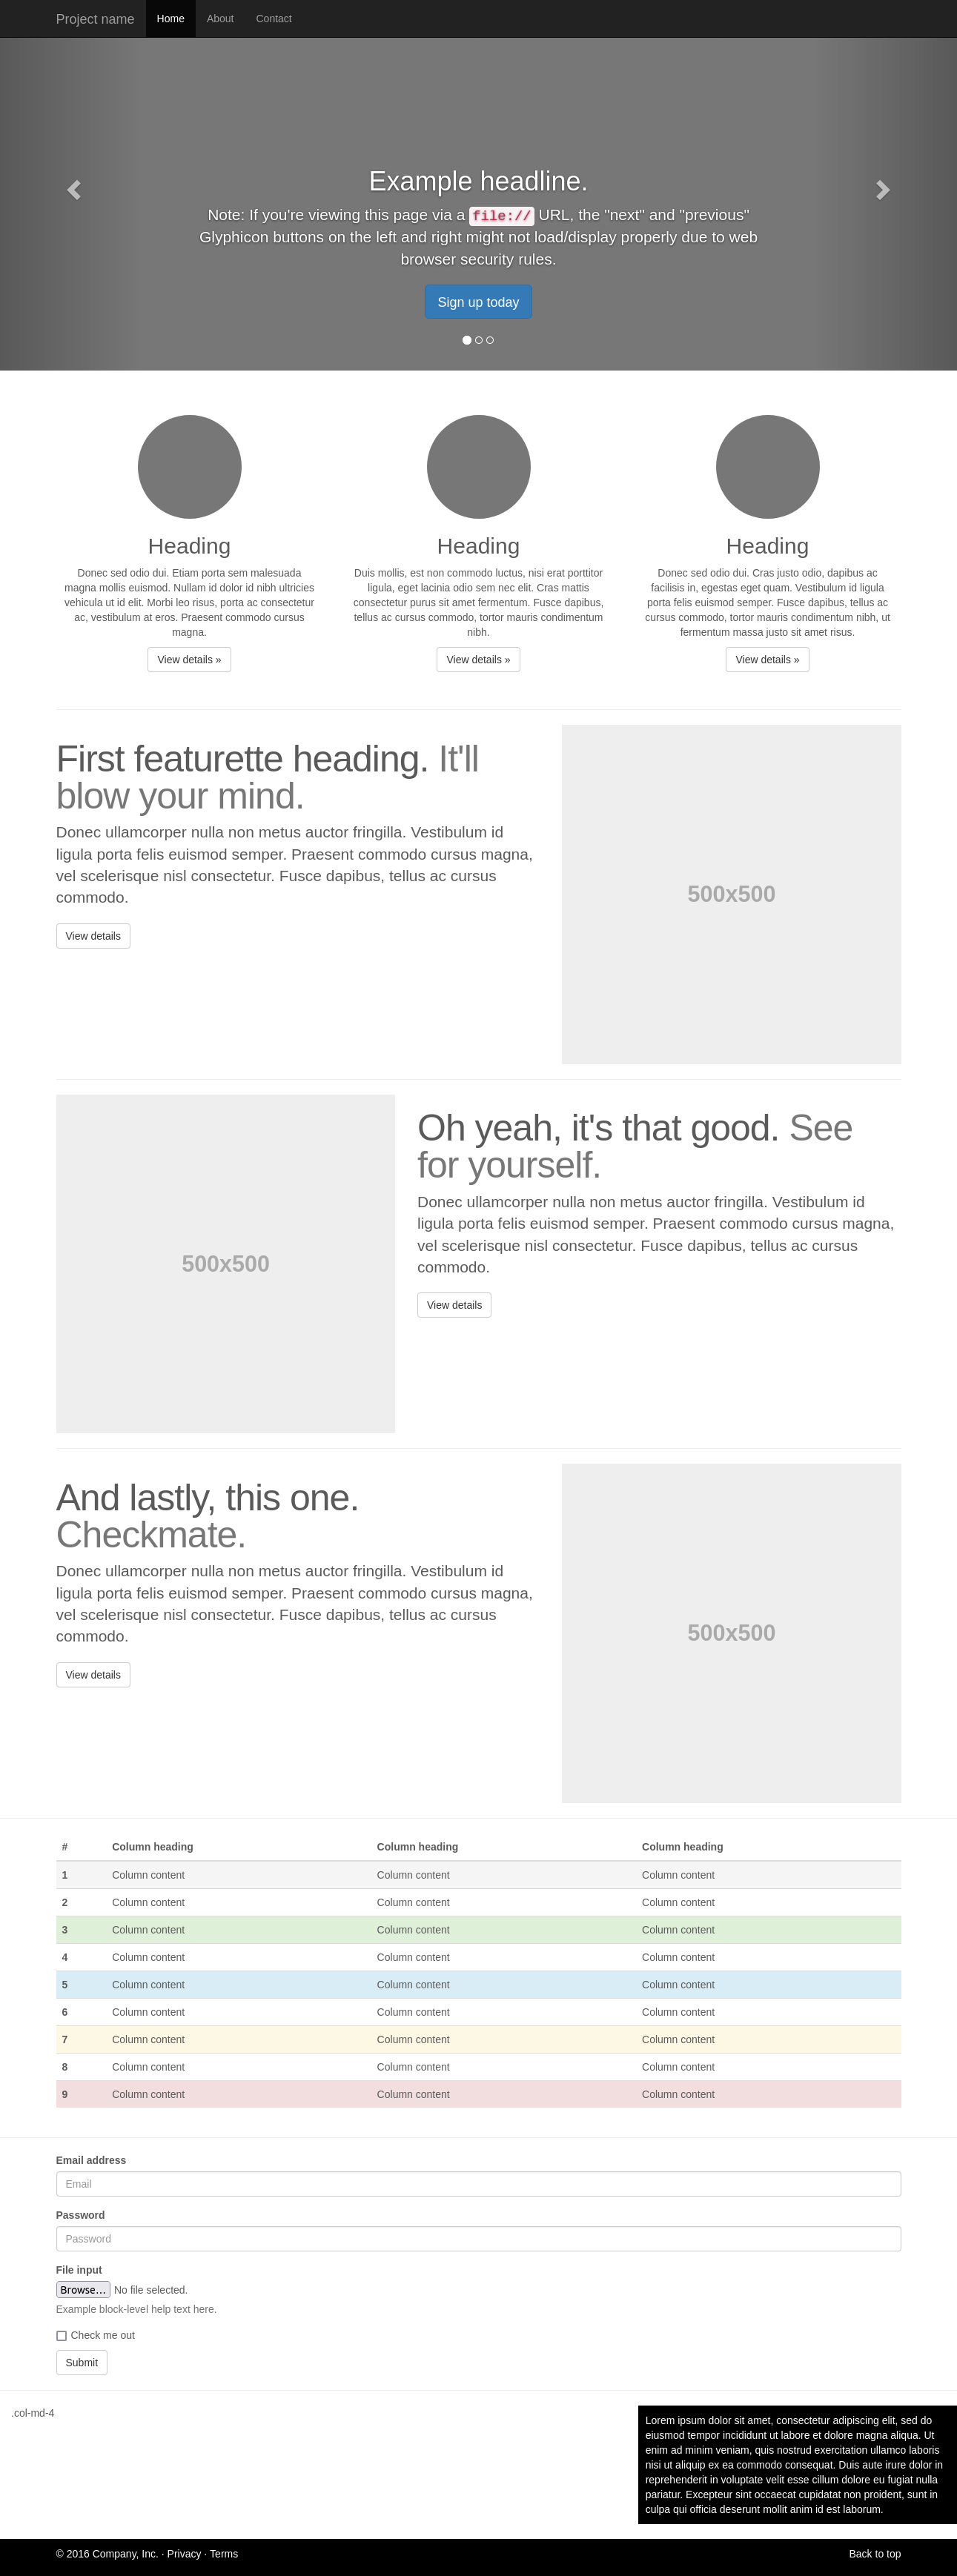 Project name
Home
About
Contact
Example headline.
Note: If you're viewing this page via a file:// URL, the "next" and "previous"
Glyphicon buttons on the left and right might not load/display properly due to web
browser security rules.
Sign up today
Heading
Donec sed odio dui. Etiam porta sem malesuada
magna mollis euismod. Nullam id dolor id nibh ultricies
vehicula ut id elit. Morbi leo risus, porta ac consectetur
ac, vestibulum at eros. Praesent commodo cursus
magna.
View details »
Heading
Duis mollis, est non commodo luctus, nisi erat porttitor
ligula, eget lacinia odio sem nec elit. Cras mattis
consectetur purus sit amet fermentum. Fusce dapibus,
tellus ac cursus commodo, tortor mauris condimentum
nibh.
View details »
Heading
Donec sed odio dui. Cras justo odio, dapibus ac
facilisis in, egestas eget quam. Vestibulum id ligula
porta felis euismod semper. Fusce dapibus, tellus ac
cursus commodo, tortor mauris condimentum nibh, ut
fermentum massa justo sit amet risus.
View details »
First featurette heading. It'll
blow your mind.
Donec ullamcorper nulla non metus auctor fringilla. Vestibulum id
ligula porta felis euismod semper. Praesent commodo cursus magna,
vel scelerisque nisl consectetur. Fusce dapibus, tellus ac cursus
commodo.
View details
500x500
500x500
Oh yeah, it's that good. See
for yourself.
Donec ullamcorper nulla non metus auctor fringilla. Vestibulum id
ligula porta felis euismod semper. Praesent commodo cursus magna,
vel scelerisque nisl consectetur. Fusce dapibus, tellus ac cursus
commodo.
View details
And lastly, this one.
Checkmate.
Donec ullamcorper nulla non metus auctor fringilla. Vestibulum id
ligula porta felis euismod semper. Praesent commodo cursus magna,
vel scelerisque nisl consectetur. Fusce dapibus, tellus ac cursus
commodo.
View details
500x500
# Column heading Column heading Column heading
1 Column content Column content Column content
2 Column content Column content Column content
3 Column content Column content Column content
4 Column content Column content Column content
5 Column content Column content Column content
6 Column content Column content Column content
7 Column content Column content Column content
8 Column content Column content Column content
9 Column content Column content Column content
Email address
Email
Password
Password
File input
Browse... No file selected.
Example block-level help text here.
Check me out
Submit
.col-md-4
Lorem ipsum dolor sit amet, consectetur adipiscing elit, sed do
eiusmod tempor incididunt ut labore et dolore magna aliqua. Ut
enim ad minim veniam, quis nostrud exercitation ullamco laboris
nisi ut aliquip ex ea commodo consequat. Duis aute irure dolor in
reprehenderit in voluptate velit esse cillum dolore eu fugiat nulla
pariatur. Excepteur sint occaecat cupidatat non proident, sunt in
culpa qui officia deserunt mollit anim id est laborum.
© 2016 Company, Inc. · Privacy · Terms
Back to top